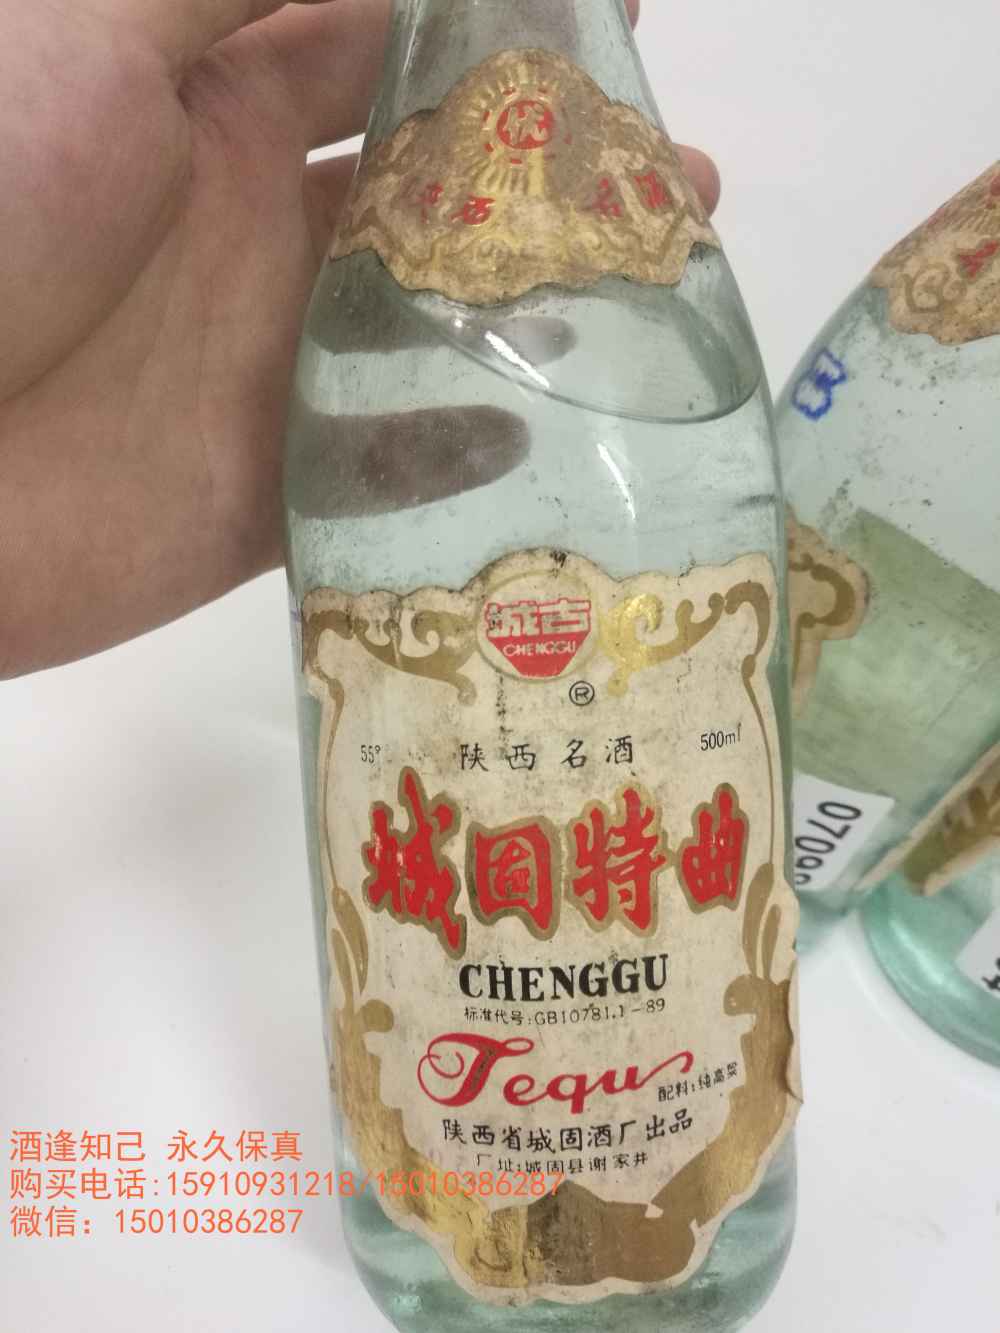 优
陕西 名酒
城古
CHENGGU
®
55° 陕西名酒 500ml
城固特曲
CHENGGU
标准代号:GB10781.1-89
Tequ
配料:纯高粱
陕西省城固酒厂出品
厂址:城固县谢家井
酒逢知己 永久保真
购买电话:15910931218/15010386287
微信: 15010386287